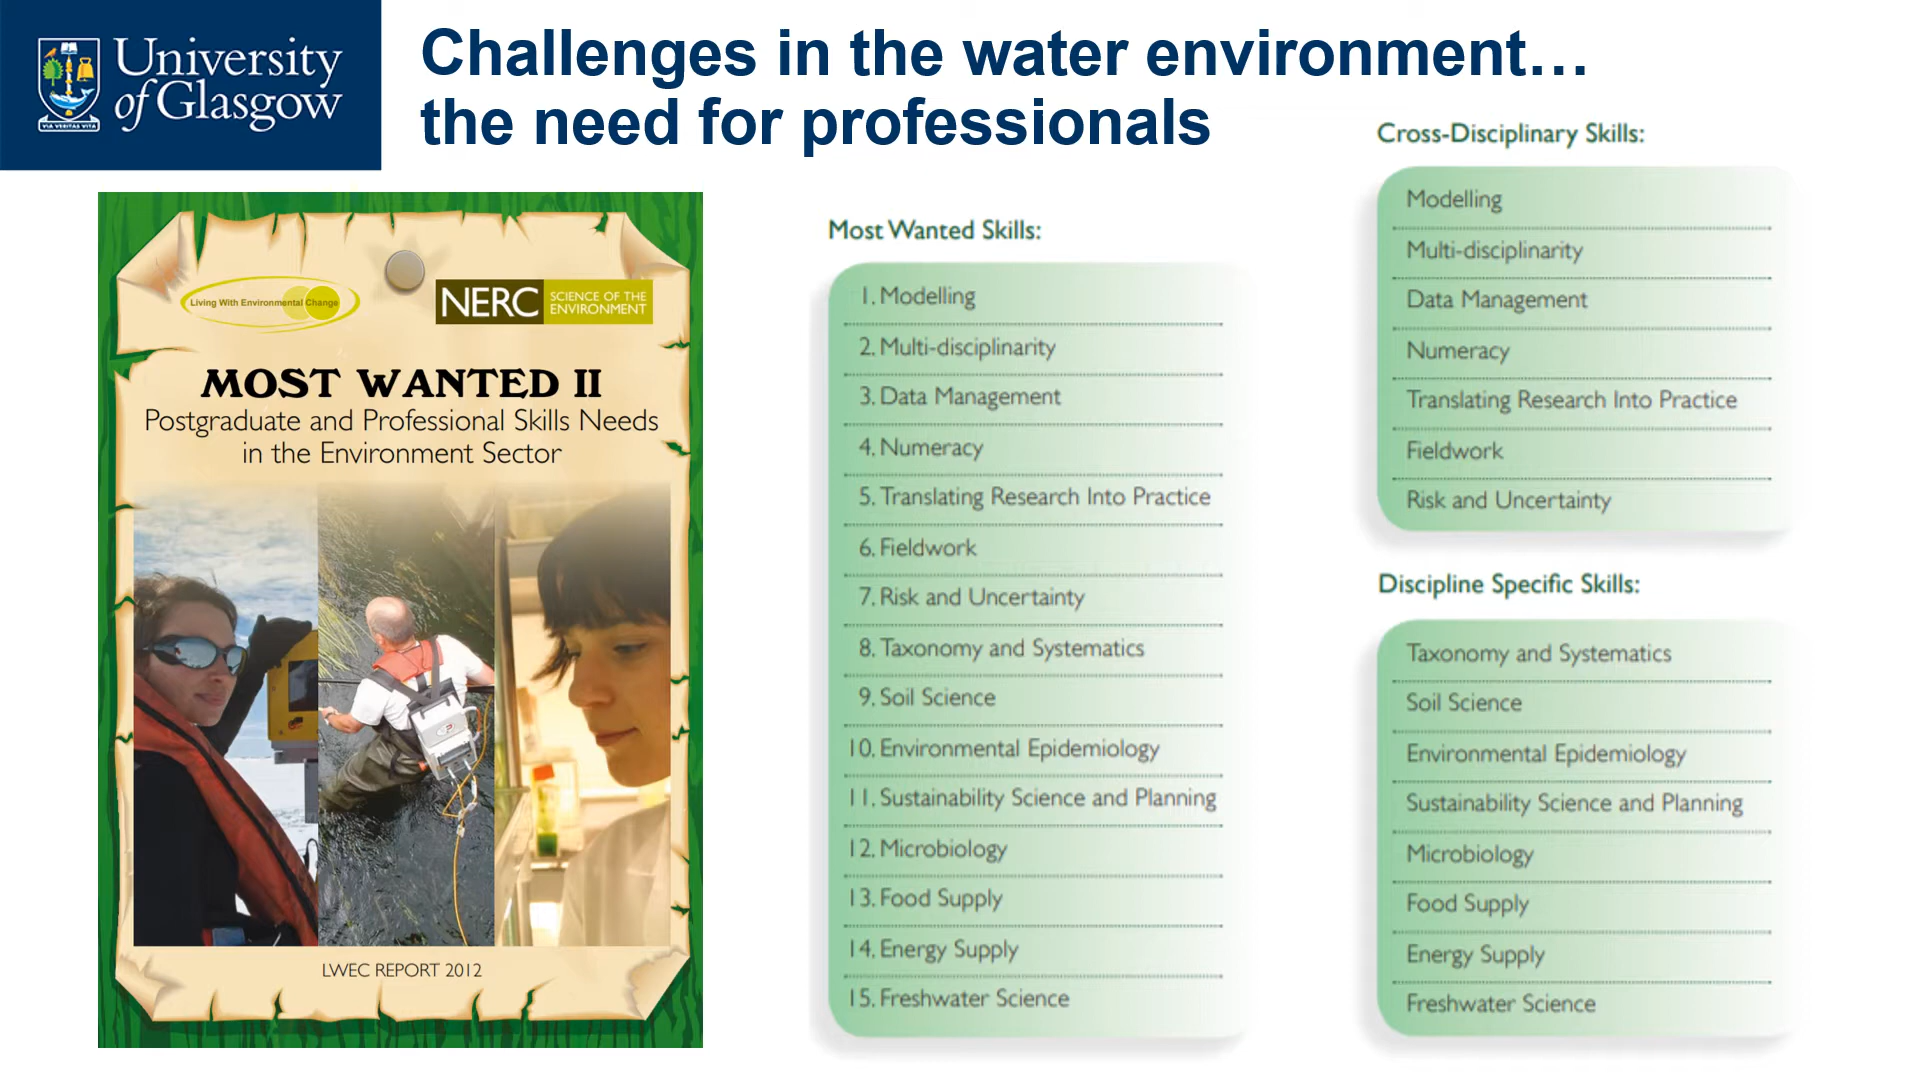 University
of Glasgow
VIA VERITAS VITA
Challenges in the water environment…
the need for professionals
Living With Environmental Change
NERC
SCIENCE OF THE
ENVIRONMENT
MOST WANTED II
Postgraduate and Professional Skills Needs
in the Environment Sector
LWEC REPORT 2012
Most Wanted Skills:
1. Modelling
2. Multi-disciplinarity
3. Data Management
4. Numeracy
5. Translating Research Into Practice
6. Fieldwork
7. Risk and Uncertainty
8. Taxonomy and Systematics
9. Soil Science
10. Environmental Epidemiology
11. Sustainability Science and Planning
12. Microbiology
13. Food Supply
14. Energy Supply
15. Freshwater Science
Cross-Disciplinary Skills:
Modelling
Multi-disciplinarity
Data Management
Numeracy
Translating Research Into Practice
Fieldwork
Risk and Uncertainty
Discipline Specific Skills:
Taxonomy and Systematics
Soil Science
Environmental Epidemiology
Sustainability Science and Planning
Microbiology
Food Supply
Energy Supply
Freshwater Science